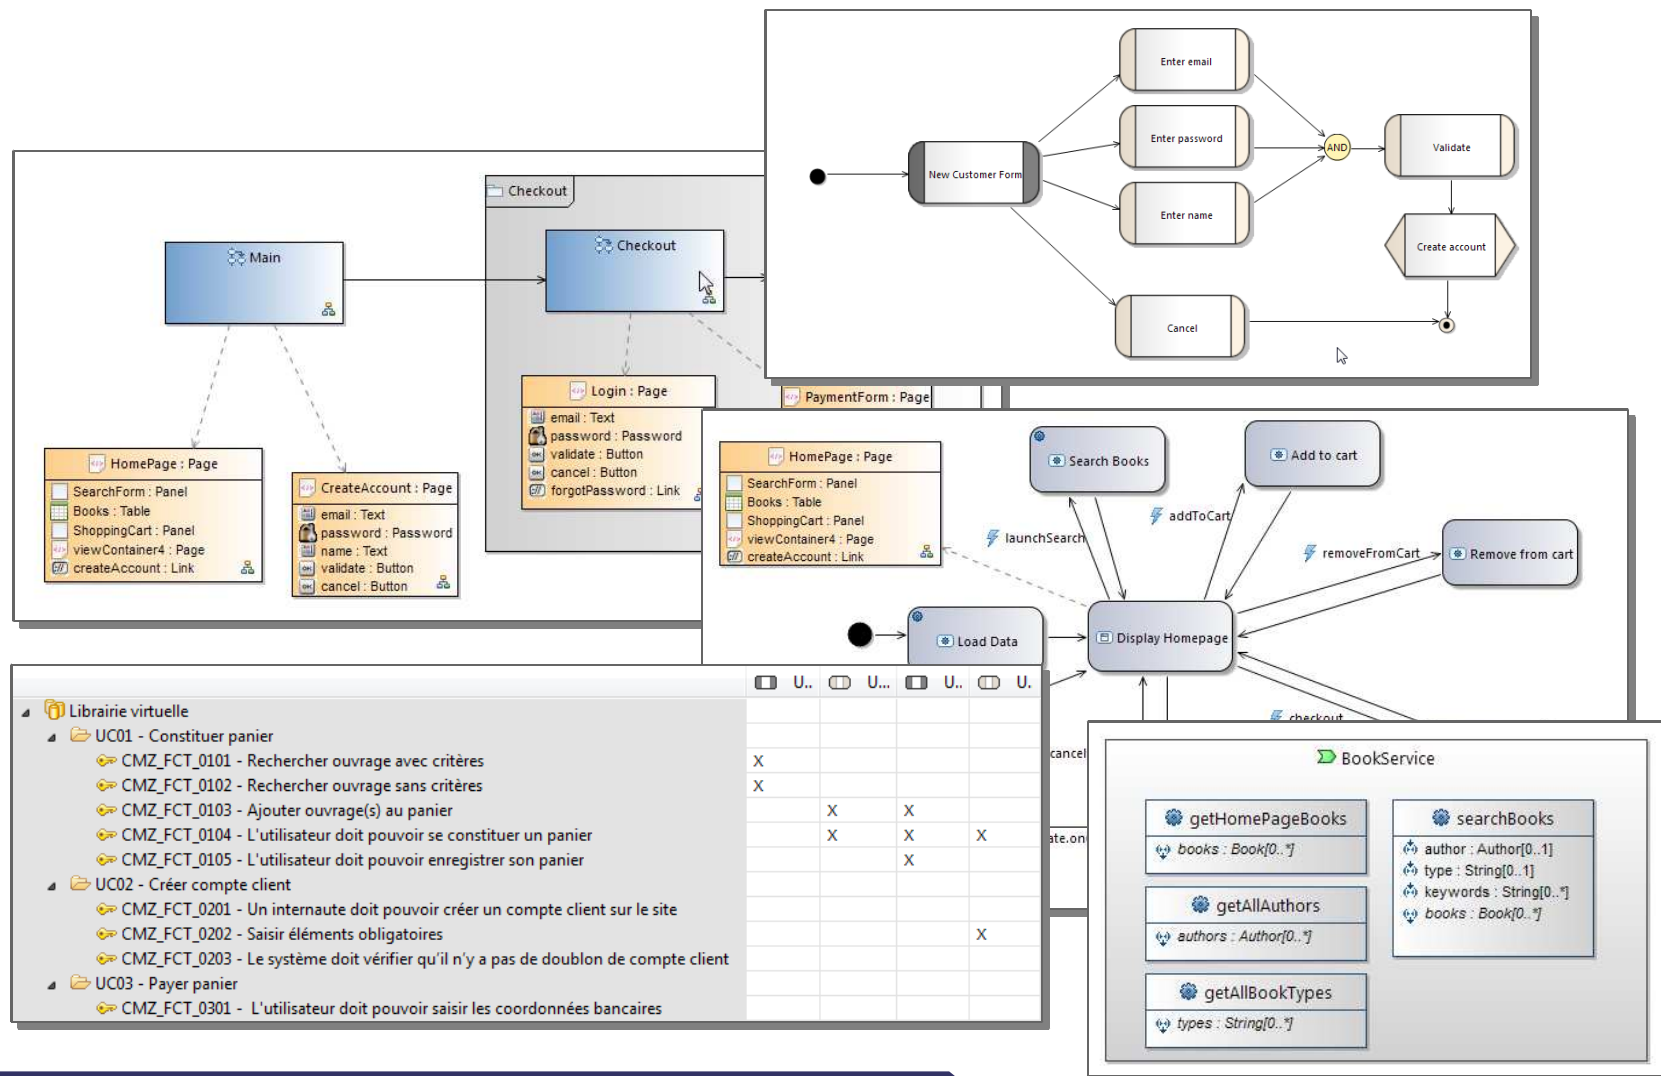 Enter email
Enter password
AND
Validate
New Customer Form
Enter name
Create account
Cancel
Checkout
Main
Checkout
Login : Page
email : Text
password : Password
validate : Button
cancel : Button
forgotPassword : Link
PaymentForm : Page
HomePage : Page
SearchForm : Panel
Books : Table
ShoppingCart : Panel
viewContainer4 : Page
createAccount : Link
CreateAccount : Page
email : Text
password : Password
name : Text
validate : Button
cancel : Button
HomePage : Page
SearchForm : Panel
Books : Table
ShoppingCart : Panel
viewContainer4 : Page
createAccount : Link
Search Books
Add to cart
addToCart
launchSearch
removeFromCart
Remove from cart
Load Data
Display Homepage
checkout
cancel
ate.on
U..
U...
U..
U.
Librairie virtuelle
UC01 - Constituer panier
CMZ_FCT_0101 - Rechercher ouvrage avec critères X
CMZ_FCT_0102 - Rechercher ouvrage sans critères X
CMZ_FCT_0103 - Ajouter ouvrage(s) au panier X X
CMZ_FCT_0104 - L'utilisateur doit pouvoir se constituer un panier X X X
CMZ_FCT_0105 - L'utilisateur doit pouvoir enregistrer son panier X
UC02 - Créer compte client
CMZ_FCT_0201 - Un internaute doit pouvoir créer un compte client sur le site
CMZ_FCT_0202 - Saisir éléments obligatoires X
CMZ_FCT_0203 - Le système doit vérifier qu'il n'y a pas de doublon de compte client
UC03 - Payer panier
CMZ_FCT_0301 - L'utilisateur doit pouvoir saisir les coordonnées bancaires
BookService
getHomePageBooks
books : Book[0..*]
getAllAuthors
authors : Author[0..*]
getAllBookTypes
types : String[0..*]
searchBooks
author : Author[0..1]
type : String[0..1]
keywords : String[0..*]
books : Book[0..*]